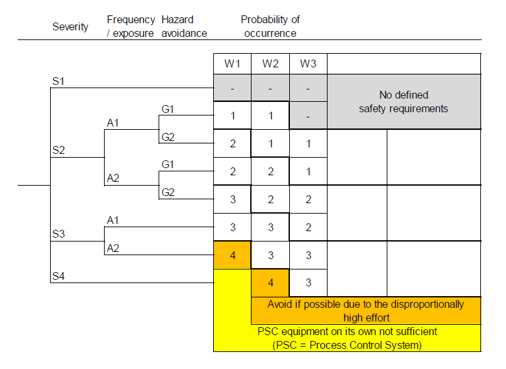 Severity Frequency Hazard Probability of
/ exposure avoidance occurrence
W1 W2 W3
S1 - - - No defined
safety requirements
G1 1 1 -
A1
G2 2 1 1
S2
G1 2 2 1
A2
G2 3 2 2
A1 3 3 2
S3
A2 4 3 3
S4 4 3
Avoid if possible due to the disproportionally
high effort
PSC equipment on its own not sufficient
(PSC = Process Control System)